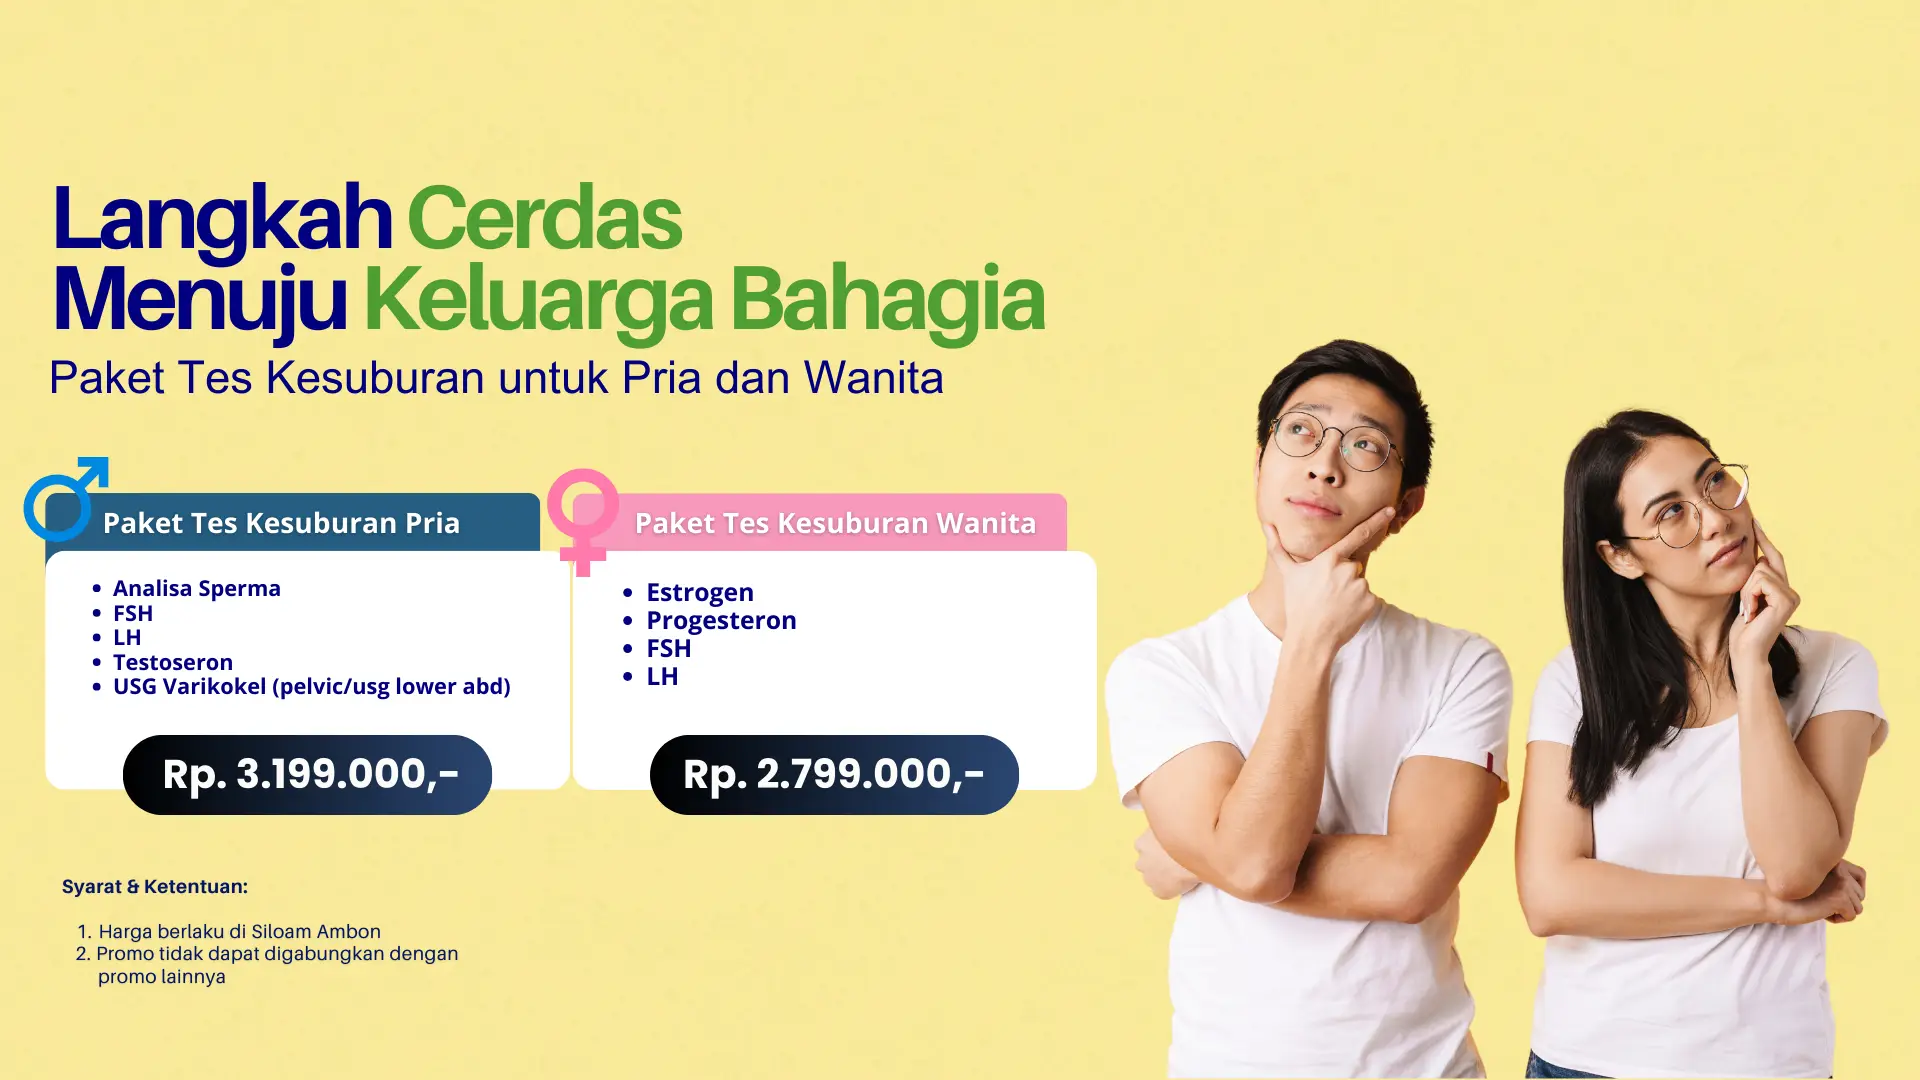 Langkah Cerdas
Menuju Keluarga Bahagia
Paket Tes Kesuburan untuk Pria dan Wanita
Paket Tes Kesuburan Pria
• Analisa Sperma
• FSH
• LH
• Testoseron
• USG Varikokel (pelvic/usg lower abd)
Rp. 3.199.000,-
Paket Tes Kesuburan Wanita
• Estrogen
• Progesteron
• FSH
• LH
Rp. 2.799.000,-
Syarat & Ketentuan:
1. Harga berlaku di Siloam Ambon
2. Promo tidak dapat digabungkan dengan
promo lainnya